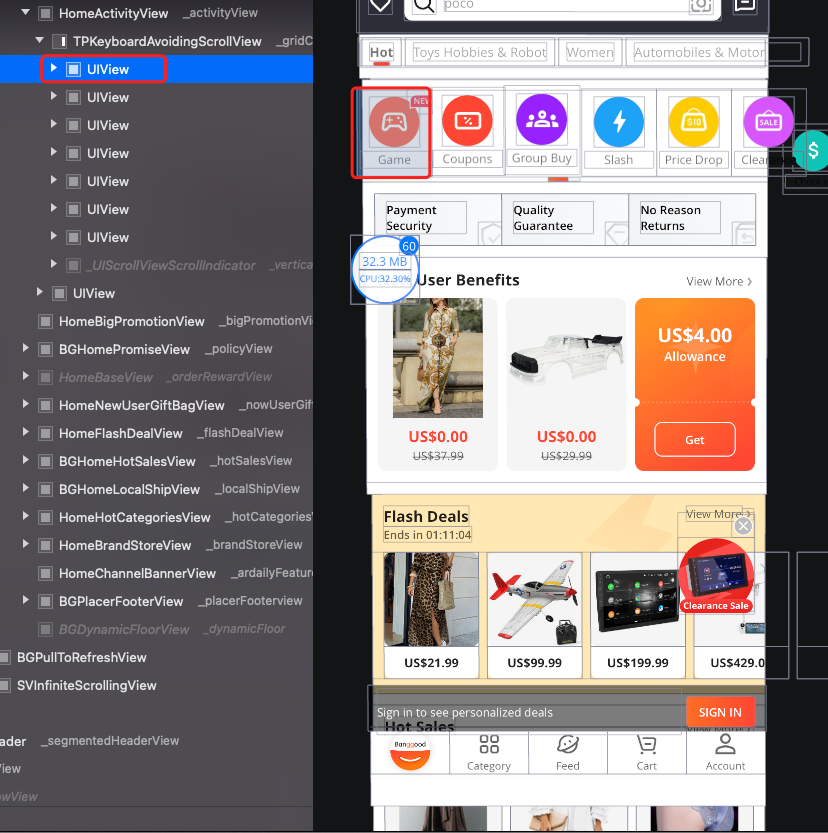 HomeActivityView _activityView
TPKeyboardAvoidingScrollView _gridC
UIView
UIView
UIView
UIView
UIView
UIView
UIView
_UIScrollViewScrollIndicator _vertica
UIView
HomeBigPromotionView _bigPromotionVi
BGHomePromiseView _policyView
HomeBaseView _orderRewardView
HomeNewUserGiftBagView _nowUserGif
HomeFlashDealView _flashDealView
BGHomeHotSalesView _hotSalesView
BGHomeLocalShipView _localShipView
HomeHotCategoriesView _hotCategories
HomeBrandStoreView _brandStoreView
HomeChannelBannerView _ardailyFeature
BGPlacerFooterView _placerFooterview
BGDynamicFloorView _dynamicFloor
BGPullToRefreshView
SVInfiniteScrollingView
ader _segmentedHeaderView
View
wView
poco
Hot Toys Hobbies & Robot Women Automobiles & Motor
NEW
$10
SALE
$
Game Coupons Group Buy Slash Price Drop Clearance
Payment Security
Quality Guarantee
No Reason Returns
60
32.3 MB
CPU:32.30%
User Benefits View More
US$4.00
Allowance
US$0.00 US$0.00
US$37.99 US$29.99
Get
Flash Deals View More
Ends in 01:11:04
Clearance Sale
US$21.99 US$99.99 US$199.99 US$429.0
Sign in to see personalized deals SIGN IN
Hot Sales View More
Banggood
Category Feed Cart Account